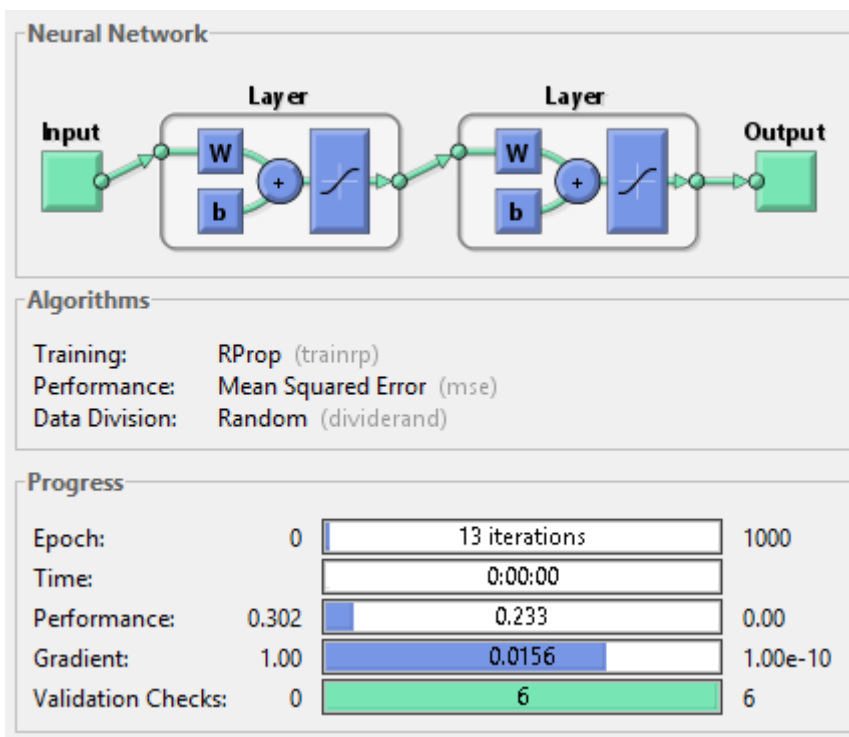 Neural Network
Layer Layer
Input Output
W W
+ +
b b
Algorithms
Training: RProp (trainrp)
Performance: Mean Squared Error (mse)
Data Division: Random (dividerand)
Progress
Epoch: 0 13 iterations 1000
Time: 0:00:00
Performance: 0.302 0.233 0.00
Gradient: 1.00 0.0156 1.00e-10
Validation Checks: 0 6 6